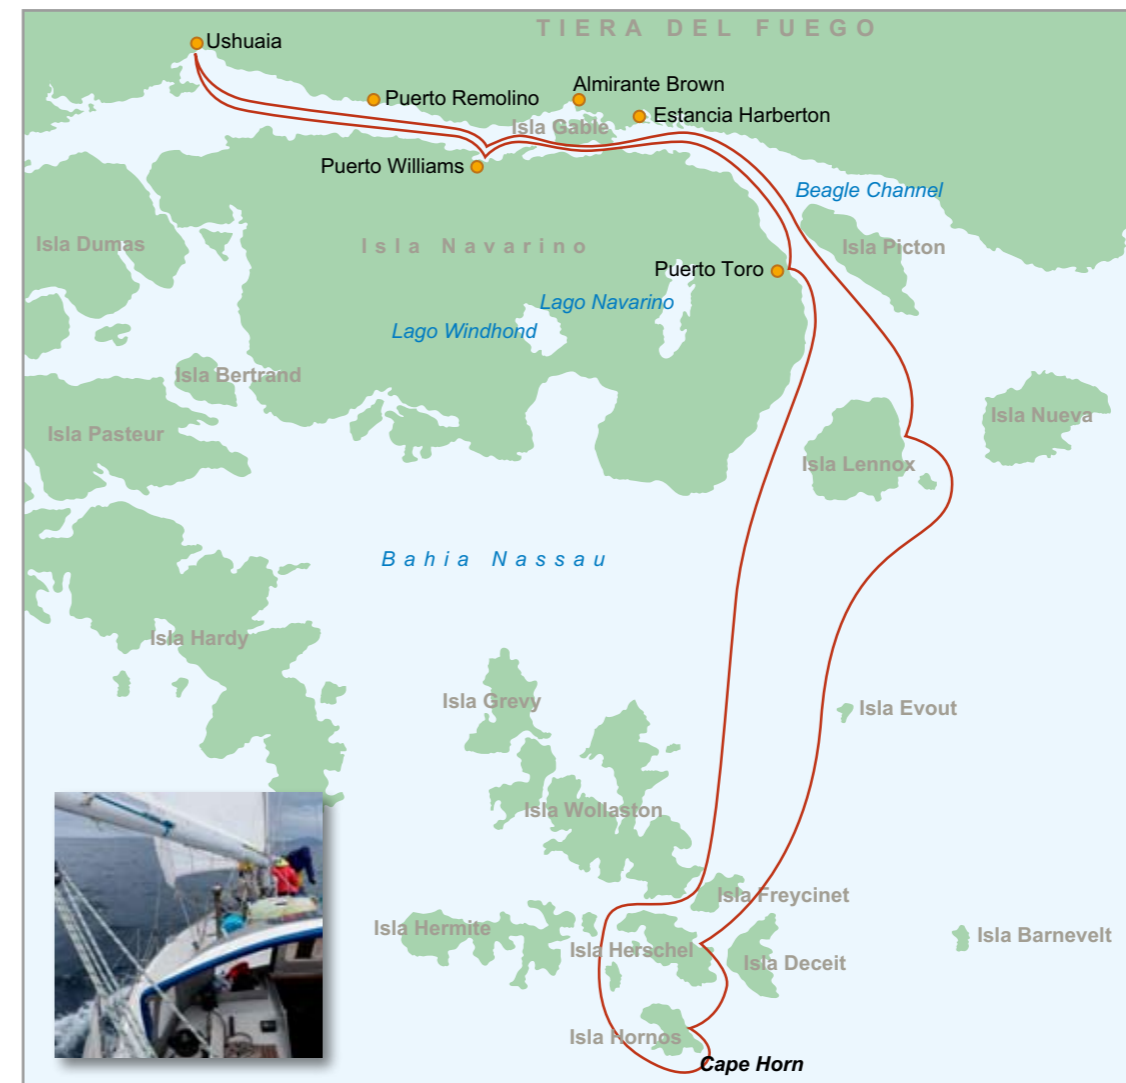 TIERA DEL FUEGO
Ushuaia
Almirante Brown
Puerto Remolino
Estancia Harberton
Isla Gable
Puerto Williams
Beagle Channel
Isla Dumas
Isla Navarino
Isla Picton
Puerto Toro
Lago Navarino
Lago Windhond
Isla Bertrand
Isla Nueva
Isla Pasteur
Isla Lennox
Bahia Nassau
Isla Hardy
Isla Grevy
Isla Evout
Isla Wollaston
Isla Freycinet
Isla Hermite
Isla Barnevelt
Isla Herschel
Isla Deceit
Isla Hornos
Cape Horn